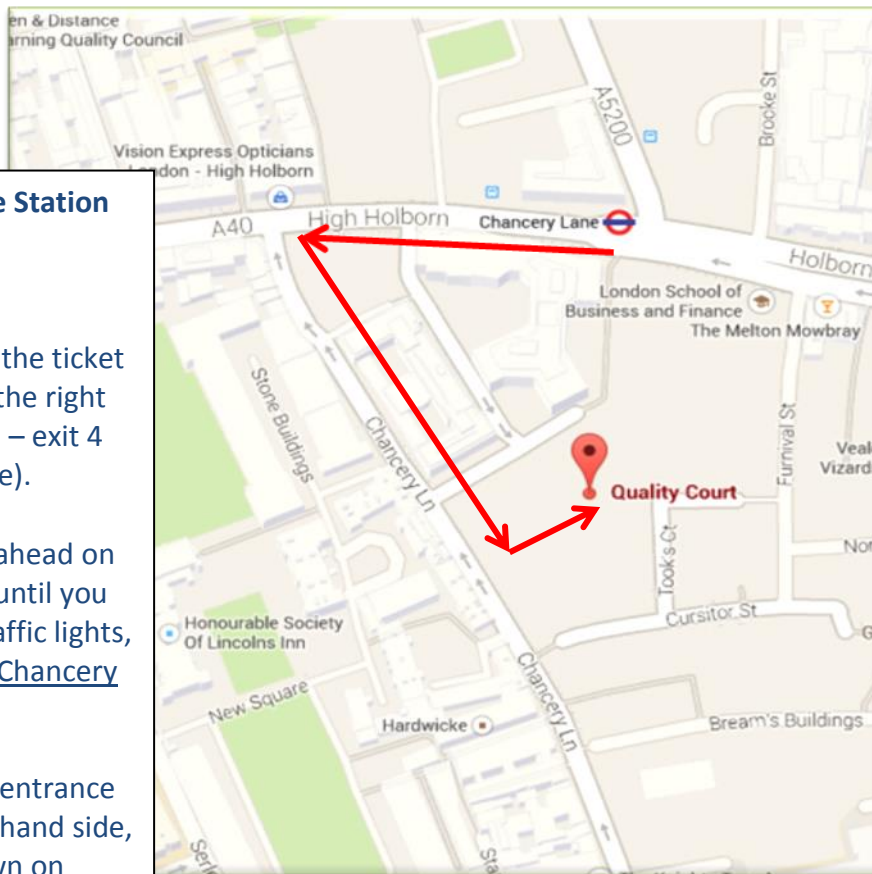 en & Distance
arning Quality Council
Vision Express Opticians
London - High Holborn
A5200
Brooke St
A40
High Holborn
Chancery Lane
Holborn
London School of
Business and Finance
The Melton Mowbray
Stone Buildings
Chancery Ln
Furnival St
Quality Court
Took's Ct
Cursitor St
Honourable Society
Of Lincolns Inn
New Square
Hardwicke
Chancery Ln
Bream's Buildings
e Station
the ticket
the right
– exit 4
e).
ahead on
until you
affic lights,
Chancery
entrance
hand side,
wn on